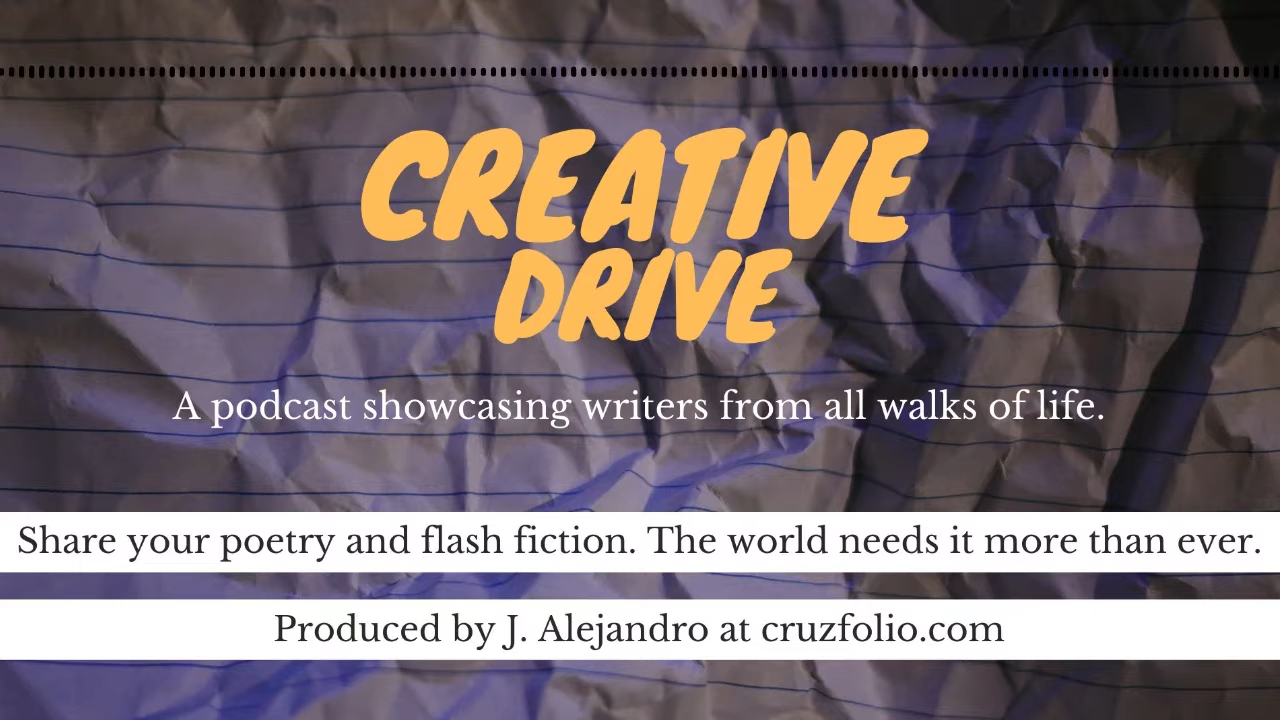 CREATIVE
DRIVE
A podcast showcasing writers from all walks of life.
Share your poetry and flash fiction. The world needs it more than ever.
Produced by J. Alejandro at cruzfolio.com